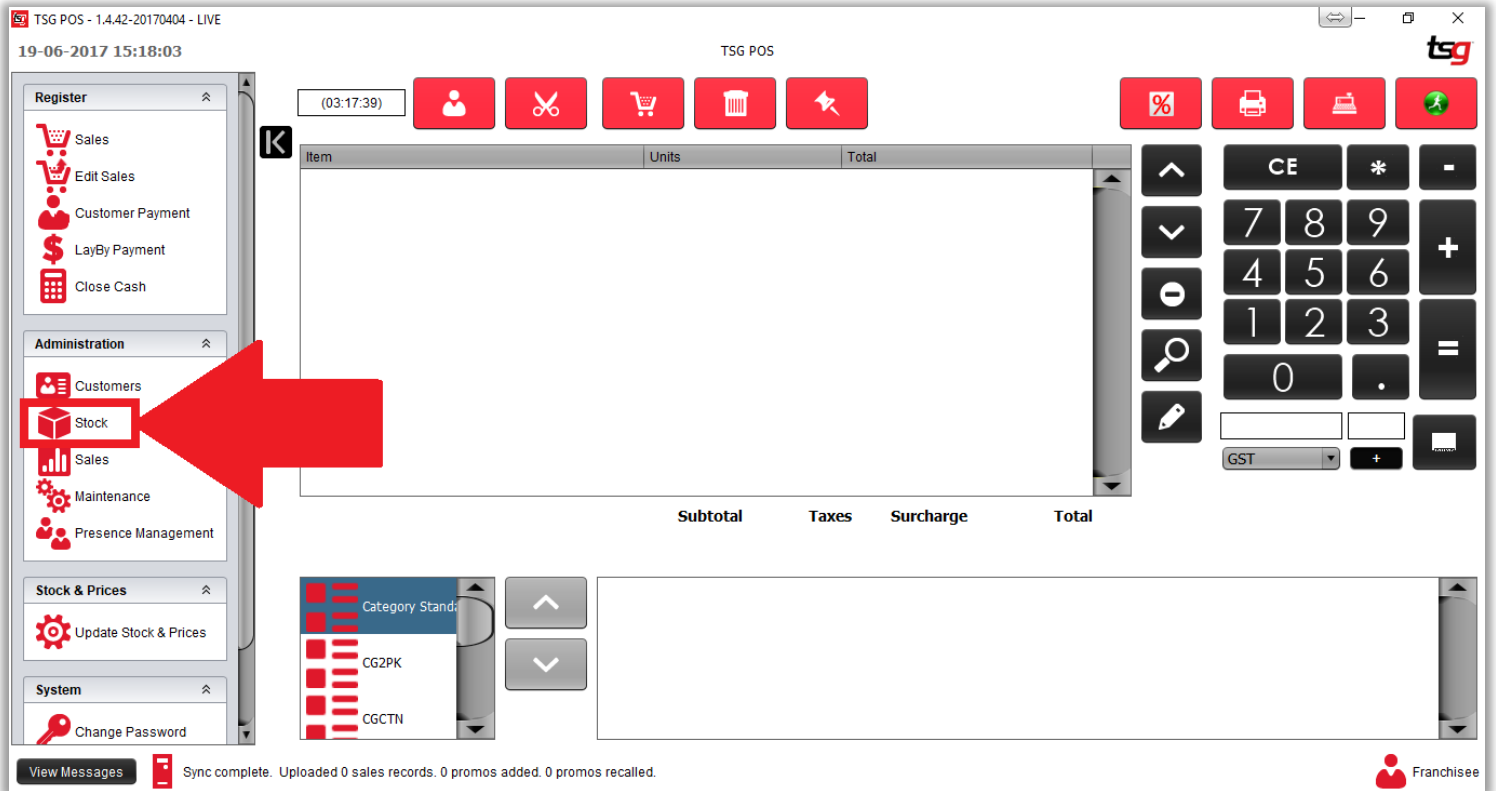 TSG POS - 1.4.42-20170404 - LIVE
19-06-2017 15:18:03
TSG POS
tsg
Register
Sales
Edit Sales
Customer Payment
LayBy Payment
Close Cash
Administration
Customers
Stock
Sales
Maintenance
Presence Management
Stock & Prices
Update Stock & Prices
System
Change Password
(03:17:39)
%
Item Units Total
CE * -
7 8 9 +
4 5 6
1 2 3 =
0 .
GST +
Subtotal Taxes Surcharge Total
Category Standa
CG2PK
CGCTN
View Messages
Sync complete. Uploaded 0 sales records. 0 promos added. 0 promos recalled.
Franchisee